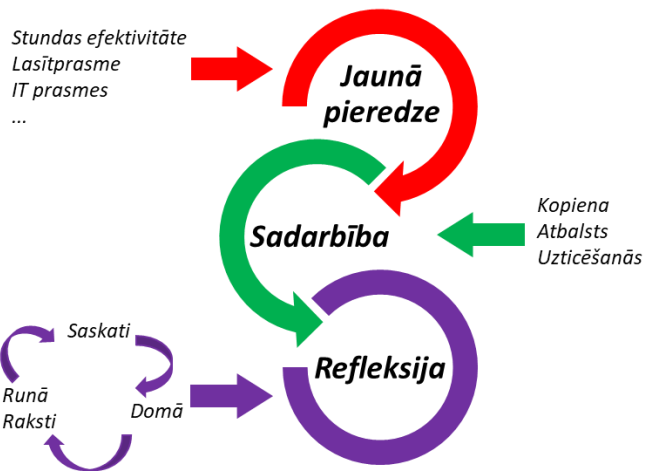 Stundas efektivitāte
Lasītprasme
IT prasmes
...
Jaunā
pieredze
Sadarbība
Kopiena
Atbalsts
Uzticēšanās
Saskati
Domā
Runā
Raksti
Refleksija